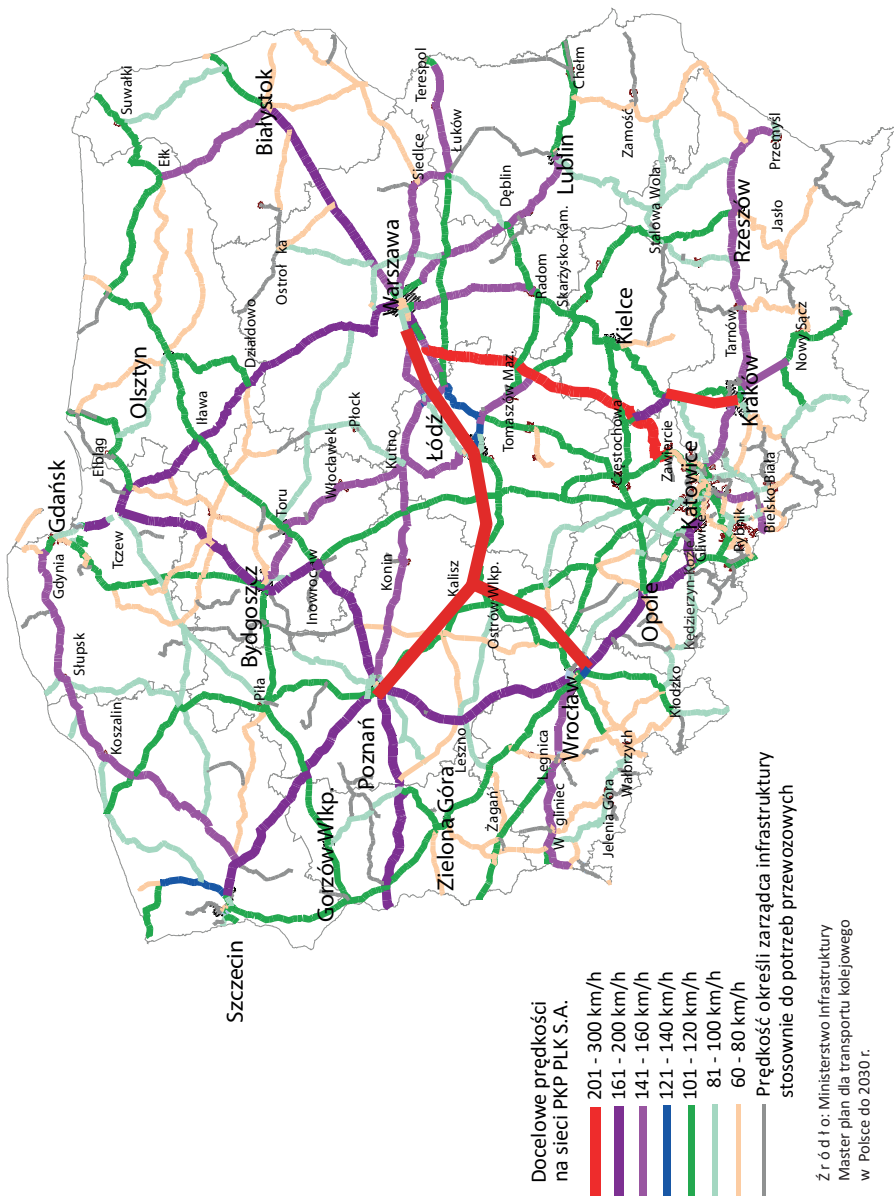 Suwałki
Ełk
Białystok
Terespol
Łuków
Siedlce
Chełm
Lublin
Dęblin
Zamość
Przemyśl
Stalowa Wola
Rzeszów
Jasło
Ostroł ka
Warszawa
Radom
Skarżysko-Kam.
Kielce
Tarnów
Nowy Sącz
Kraków
Olsztyn
Działdowo
Iława
Płock
Włocławek
Kutno
Łódź
Tomaszów Maz.
Częstochowa
Zawiercie
Katowice
Gliwice
Rybnik
Bielsko-Biała
Elbląg
Gdańsk
Gdynia
Tczew
Toru
Bydgoszcz
Inowrocław
Konin
Kalisz
Ostrów Wlkp.
Opole
Kędzierzyn-Koźle
Słupsk
Koszalin
Piła
Poznań
Leszno
Wrocław
Kłodzko
Wałbrzych
Legnica
Jelenia Góra
W gliniec
Żagań
Zielona Góra
Gorzów Wlkp.
Szczecin
Docelowe prędkości
na sieci PKP PLK S.A.
201 - 300 km/h
161 - 200 km/h
141 - 160 km/h
121 - 140 km/h
101 - 120 km/h
81 - 100 km/h
60 - 80 km/h
Prędkość określi zarządca infrastruktury
stosownie do potrzeb przewozowych
Ź r ó d ł o: Ministerstwo Infrastruktury
Master plan dla transportu kolejowego
w Polsce do 2030 r.